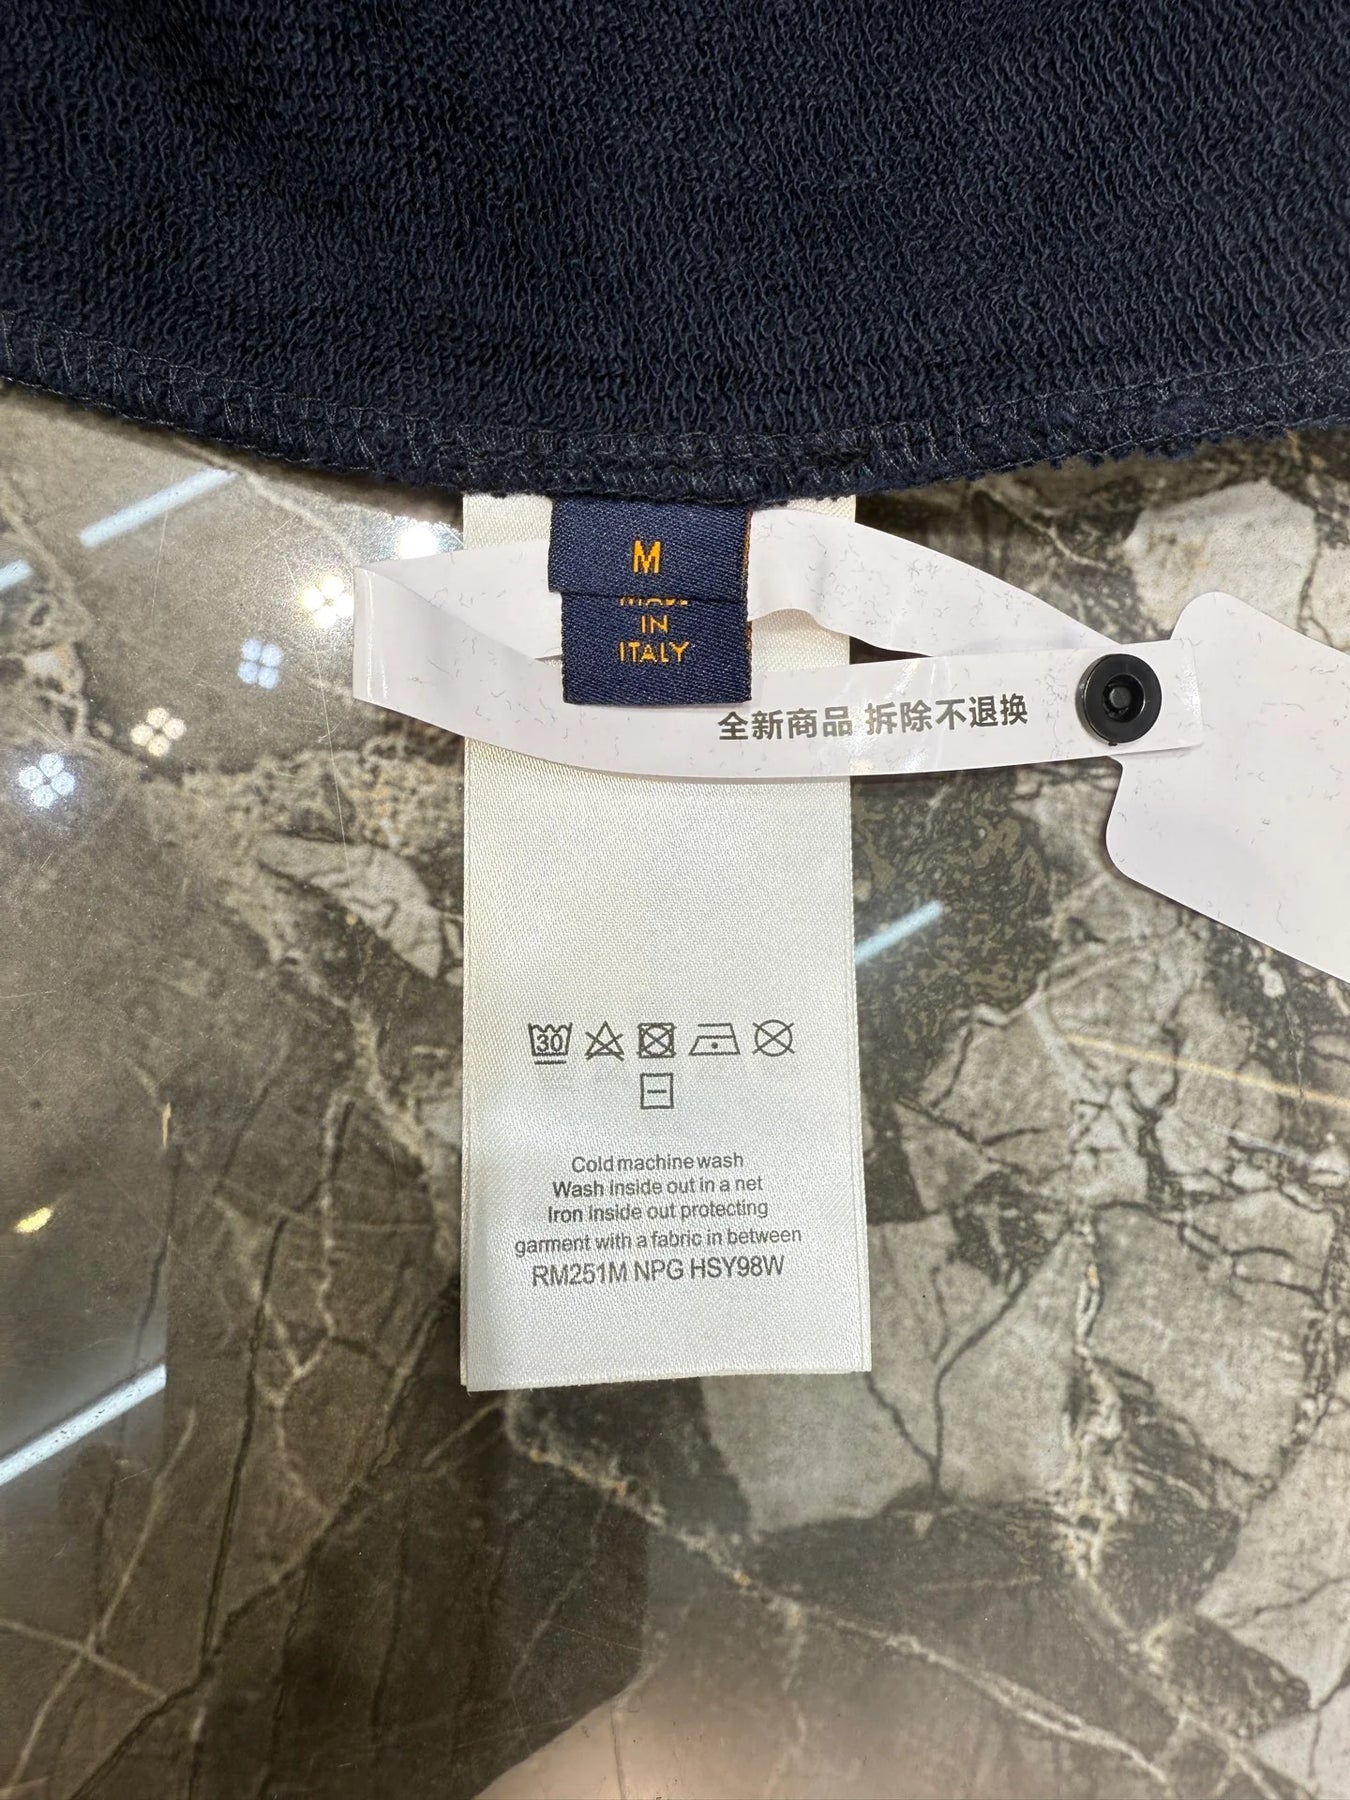 M
IN
ITALY
全新商品 拆除不退换
30
Cold machine wash
Wash Inside out in a net
Iron Inside out protecting
garment with a fabric in between
RM251M NPG HSY98W